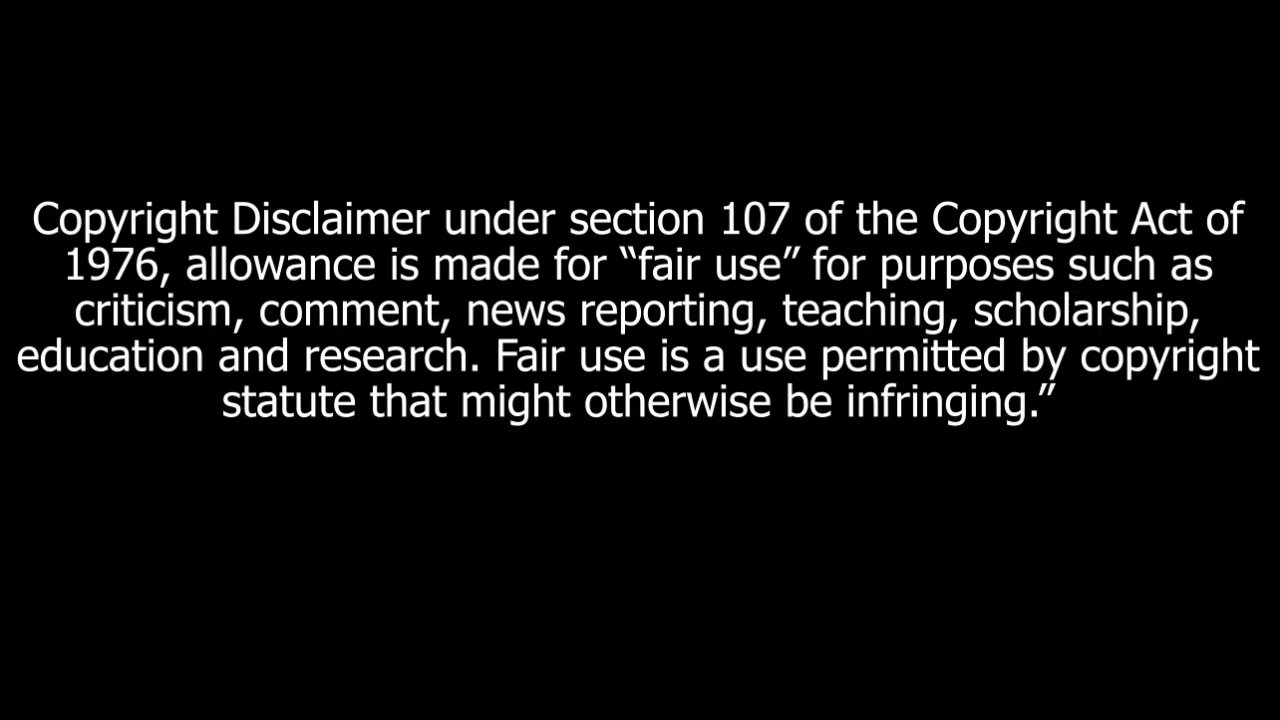 Copyright Disclaimer under section 107 of the Copyright Act of
1976, allowance is made for “fair use” for purposes such as
criticism, comment, news reporting, teaching, scholarship,
education and research. Fair use is a use permitted by copyright
statute that might otherwise be infringing.”